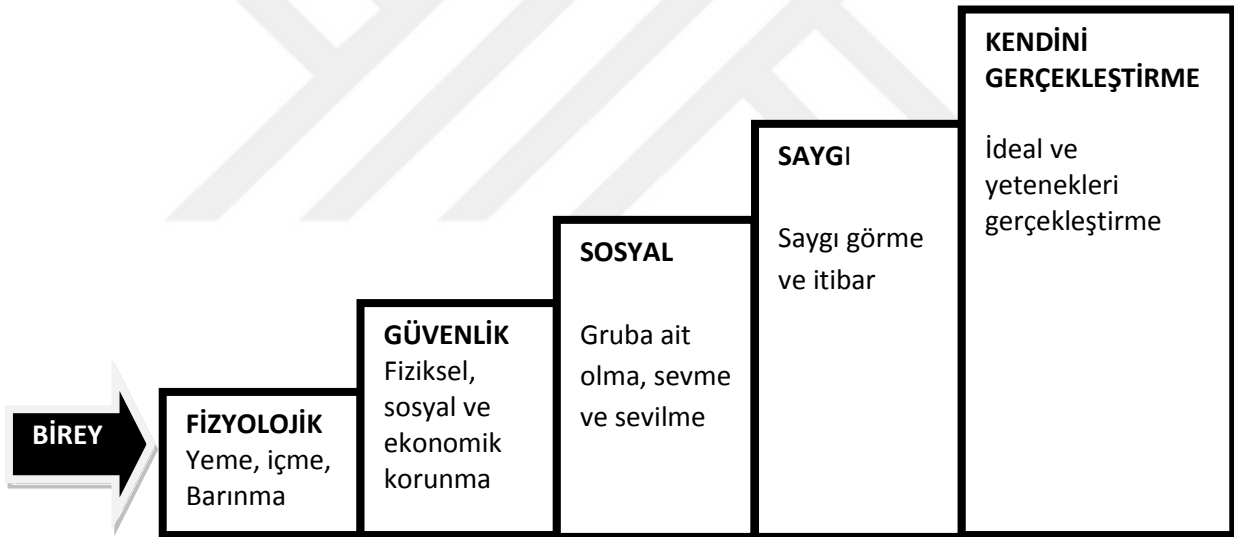 BİREY
FİZYOLOJİK
Yeme, içme,
Barınma
GÜVENLİK
Fiziksel,
sosyal ve
ekonomik
korunma
SOSYAL
Gruba ait
olma, sevme
ve sevilme
SAYGI
Saygı görme
ve itibar
KENDİNİ
GERÇEKLEŞTİRME
İdeal ve
yetenekleri
gerçekleştirme